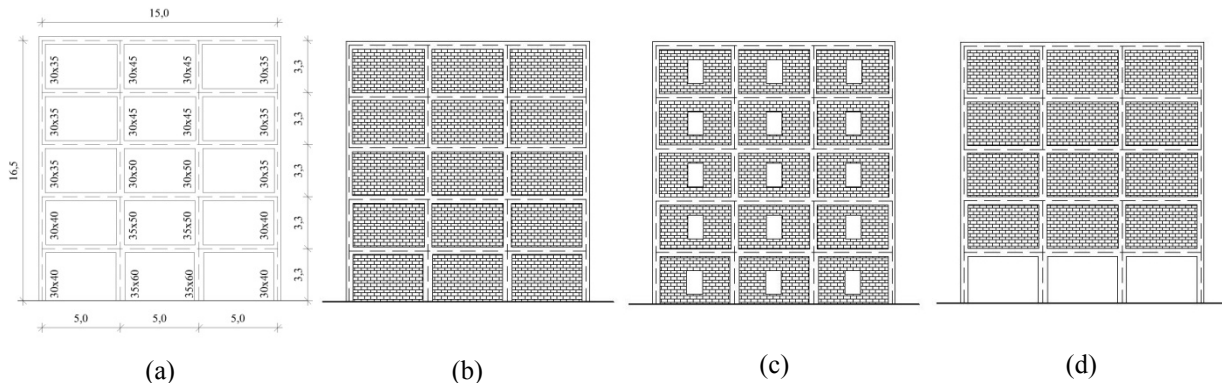 15,0
30x35 30x45 30x45 30x35 3,3
30x35 30x45 30x45 30x35 3,3
16,5
30x35 30x50 30x50 30x35 3,3
30x40 35x50 35x50 30x40 3,3
30x40 35x60 35x60 30x40 3,3
5,0 5,0 5,0
(a) (b) (c) (d)